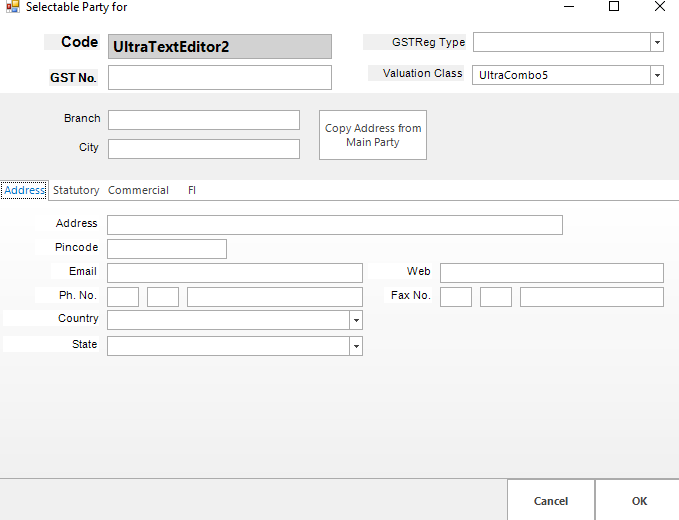 Selectable Party for
Code
UltraTextEditor2
GSTReg Type
GST No.
Valuation Class
UltraCombo5
Branch
City
Copy Address from
Main Party
Address Statutory Commercial FI
Address
Pincode
Email
Web
Ph. No.
Fax No.
Country
State
Cancel
OK